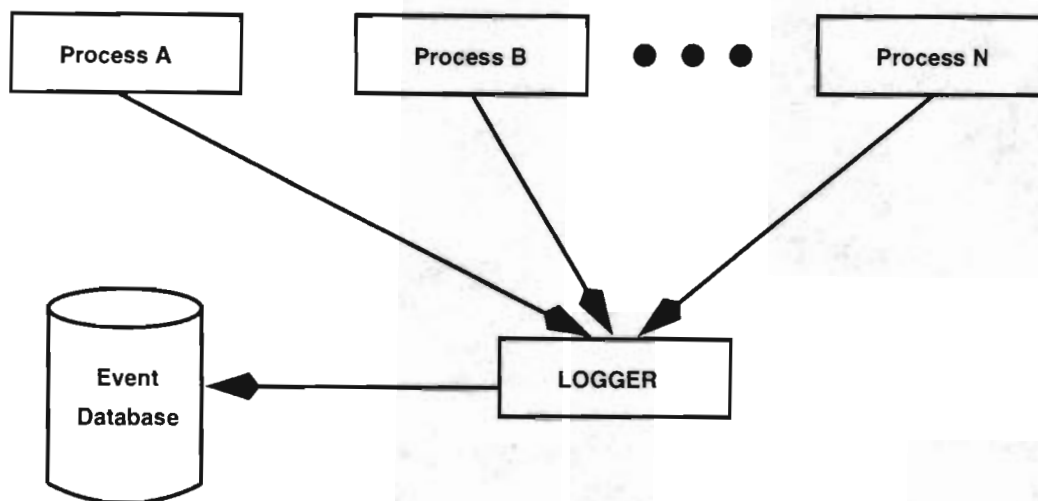 Process A
Process B
Process N
LOGGER
Event
Database